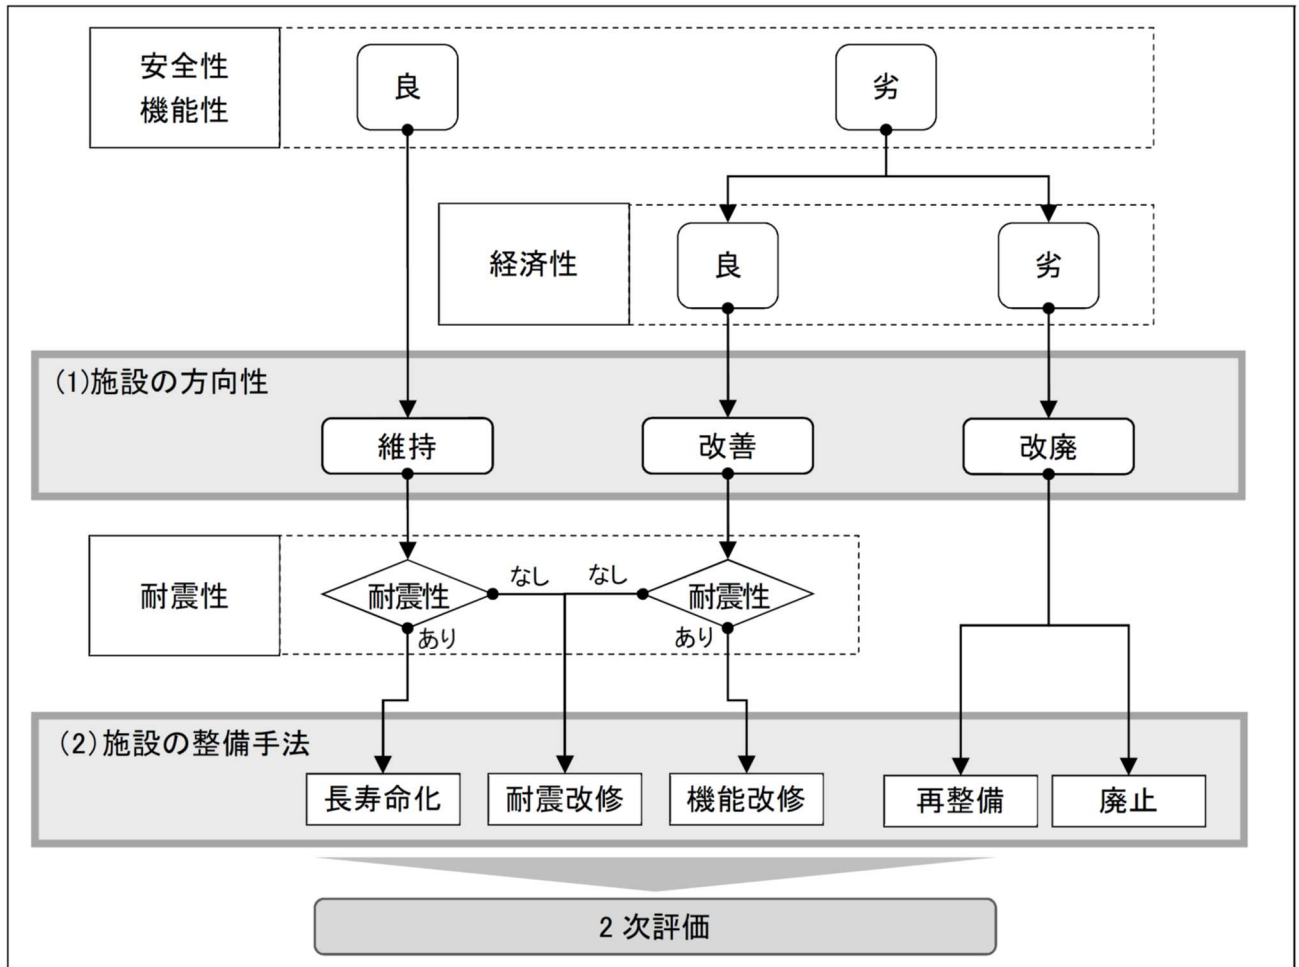 安全性
機能性
良
劣
経済性
良
劣
(1)施設の方向性
維持
改善
改廃
耐震性
耐震性
なし
なし
耐震性
あり
あり
(2)施設の整備手法
長寿命化
耐震改修
機能改修
再整備
廃止
2 次評価